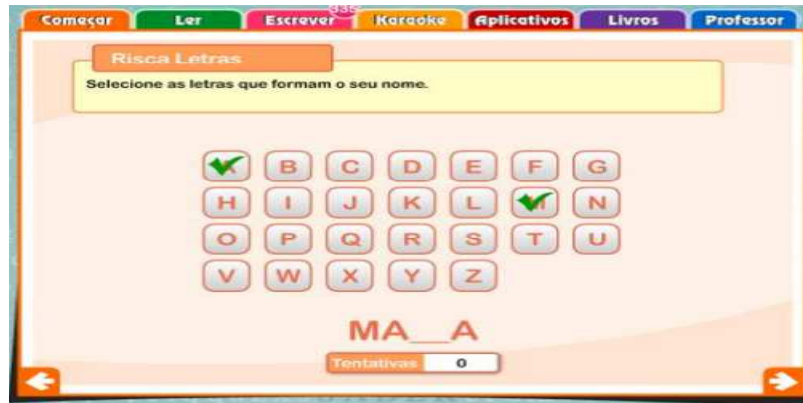 Começar Ler Escrever Karaoke Aplicativos Livros Professor
Risca Letras
Selecione as letras que formam o seu nome.
B C D E F G
H I J K L M N
O P Q R S T U
V W X Y Z
MA__A
Tentativas 0